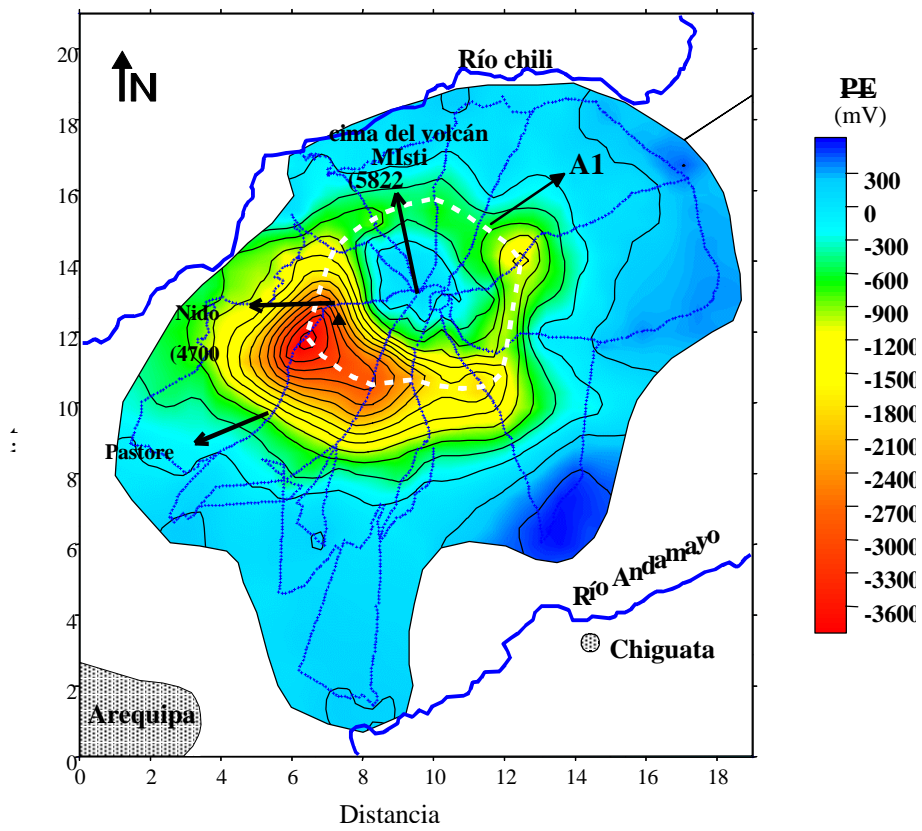 20
18
16
14
12
10
8
6
4
2
0
0 2 4 6 8 10 12 14 16 18
Distancia
N
Río chili
cima del volcán
MIsti
(5822
A1
Nido
(4700
Pastore
Río Andamayo
Chiguata
Arequipa
PE
(mV)
300
0
-300
-600
-900
-1200
-1500
-1800
-2100
-2400
-2700
-3000
-3300
-3600